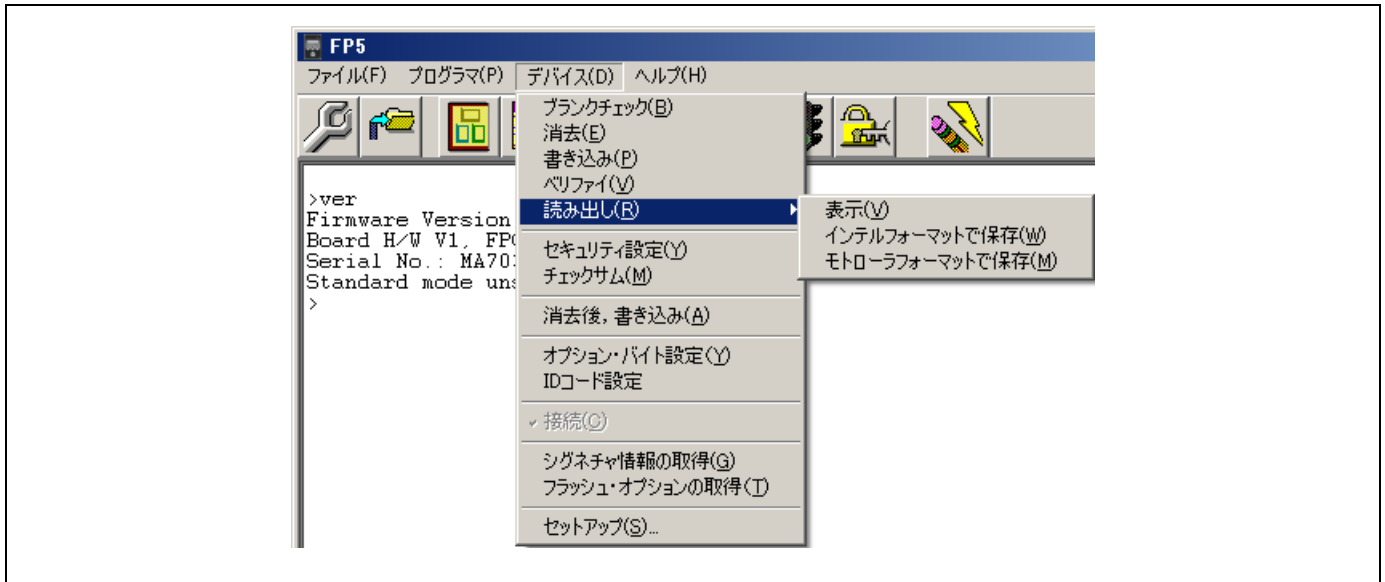 FP5
ファイル(F) プログラマ(P) デバイス(D) ヘルプ(H)
ブランクチェック(B)
消去(E)
書き込み(P)
ベリファイ(V)
読み出し(R)
セキュリティ設定(Y)
チェックサム(M)
消去後,書き込み(A)
オプション・バイト設定(Y)
IDコード設定
接続(C)
シグネチャ情報の取得(G)
フラッシュ・オプションの取得(T)
セットアップ(S)...
表示(V)
インテルフォーマットで保存(W)
モトローラフォーマットで保存(M)
>ver
Firmware Version
Board H/W V1,
Serial No.: MA70
Standard mode
>